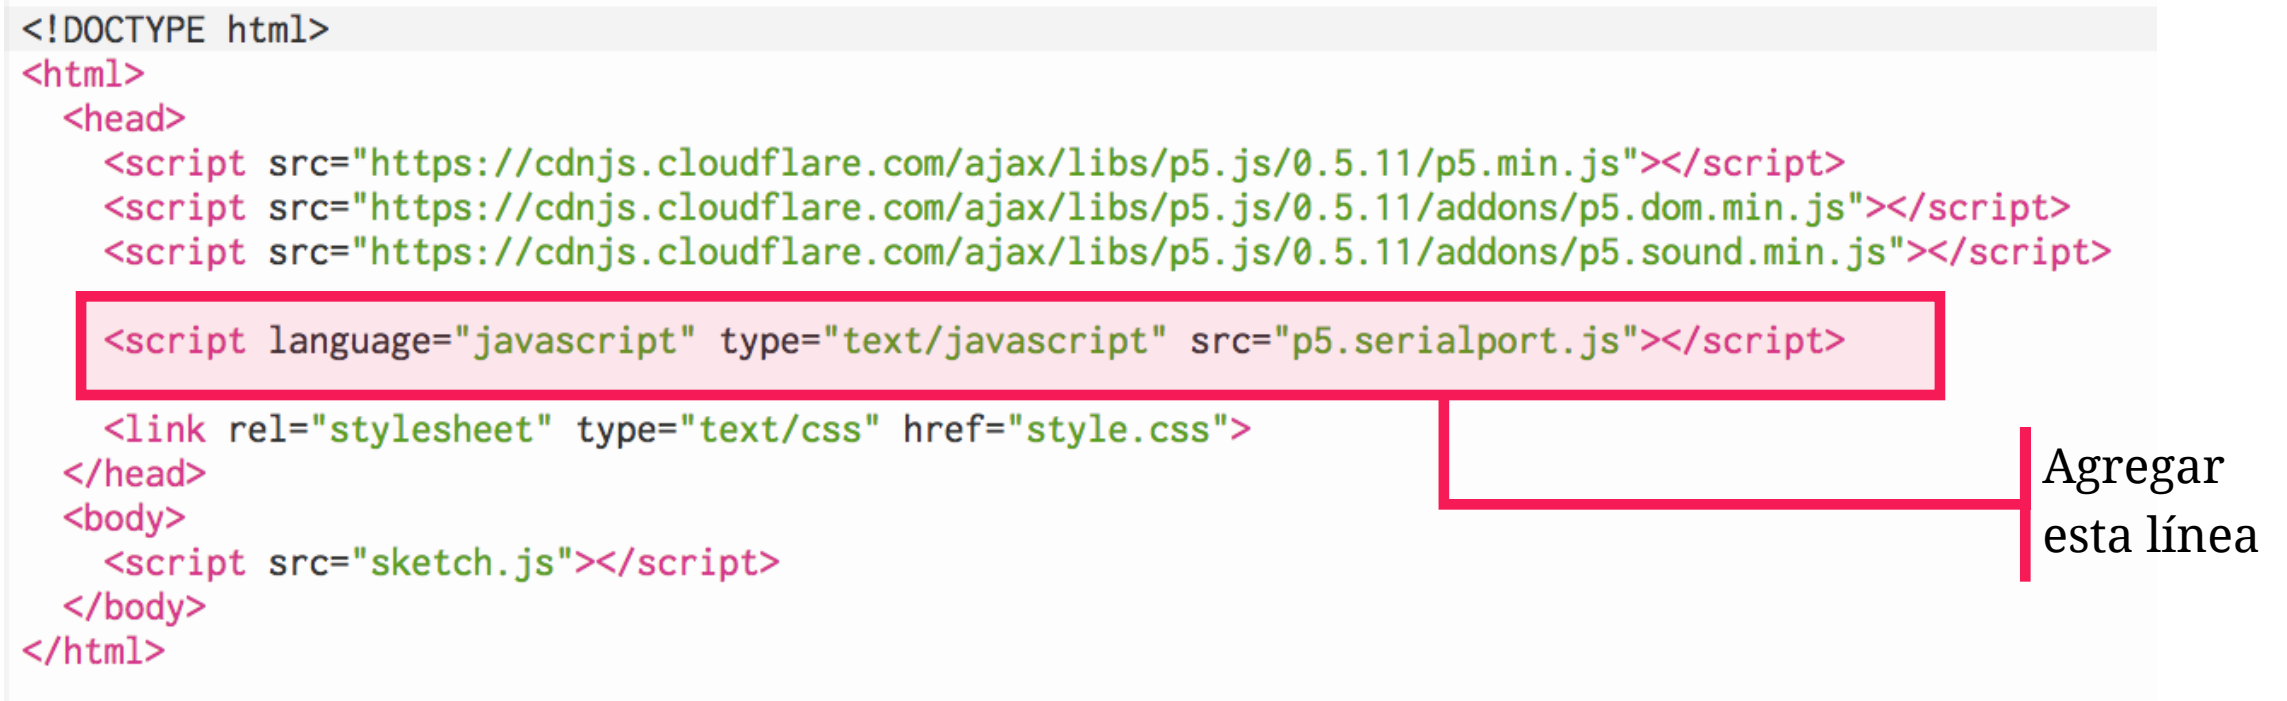 <!DOCTYPE html>
<html>
<head>
<script src="https://cdnjs.cloudflare.com/ajax/libs/p5.js/0.5.11/p5.min.js"></script>
<script src="https://cdnjs.cloudflare.com/ajax/libs/p5.js/0.5.11/addons/p5.dom.min.js"></script>
<script src="https://cdnjs.cloudflare.com/ajax/libs/p5.js/0.5.11/addons/p5.sound.min.js"></script>
<script language="javascript" type="text/javascript" src="p5.serialport.js"></script>
<link rel="stylesheet" type="text/css" href="style.css">
</head>
<body>
<script src="sketch.js"></script>
</body>
</html>
Agregar
esta línea